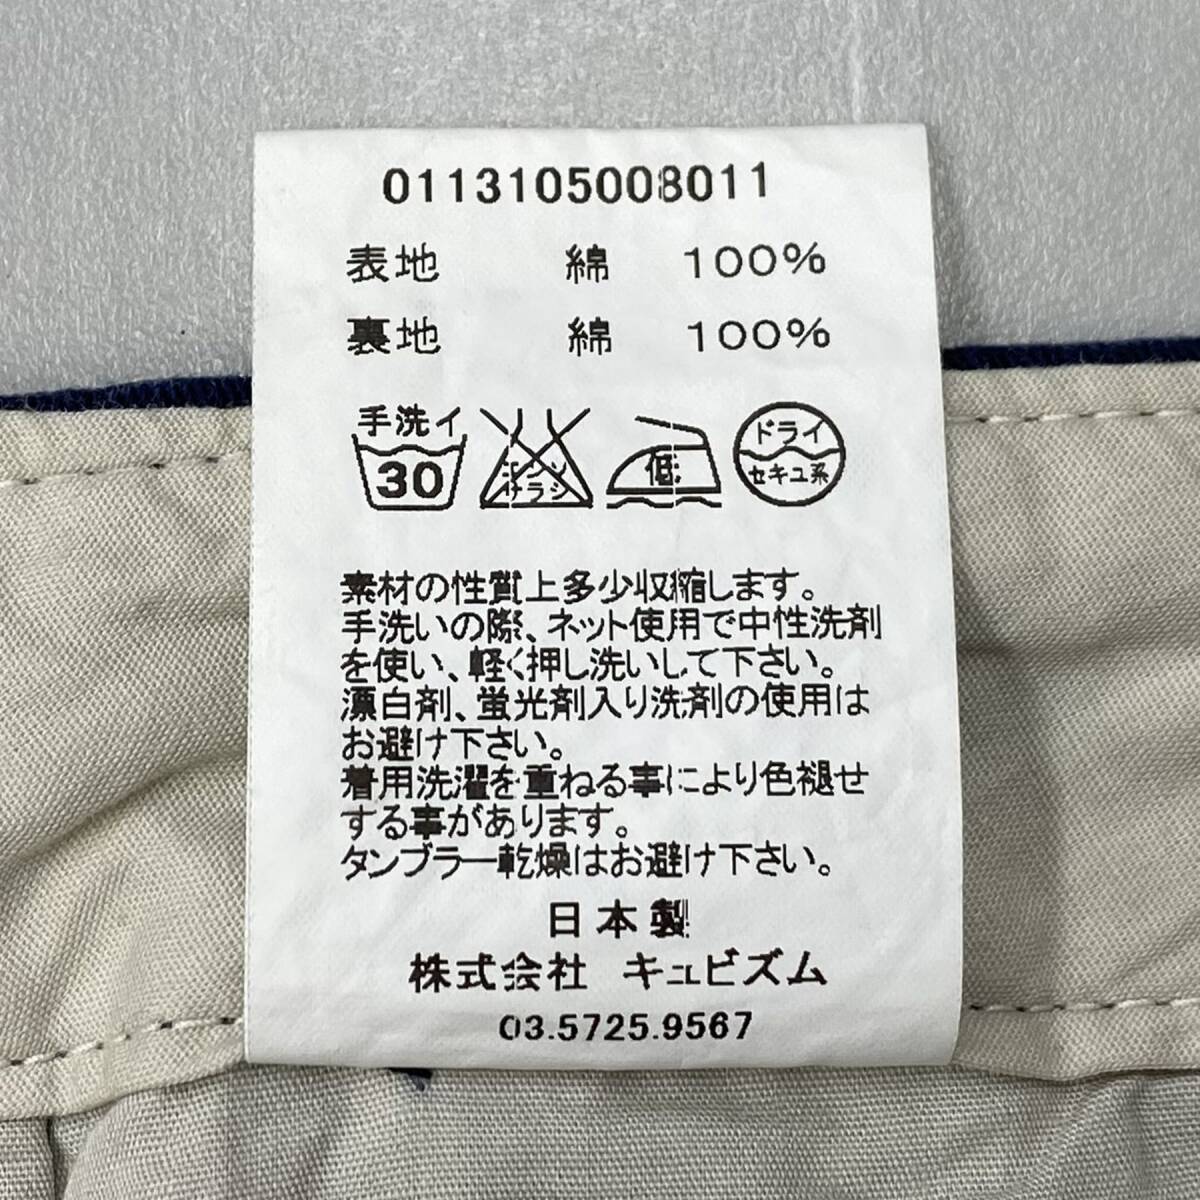 0113105008011
表地 綿 100%
裏地 綿 100%
手洗イ
30
エンソ
サラシ
低
ドライ
セキユ系
素材の性質上多少収縮します。
手洗いの際、ネット使用で中性洗剤
を使い、軽く押し洗いして下さい。
漂白剤、蛍光剤入り洗剤の使用は
お避け下さい。
着用洗濯を重ねる事により色褪せ
する事があります。
タンブラー乾燥はお避け下さい。
日本製
株式会社 キュビズム
03.5725.9567